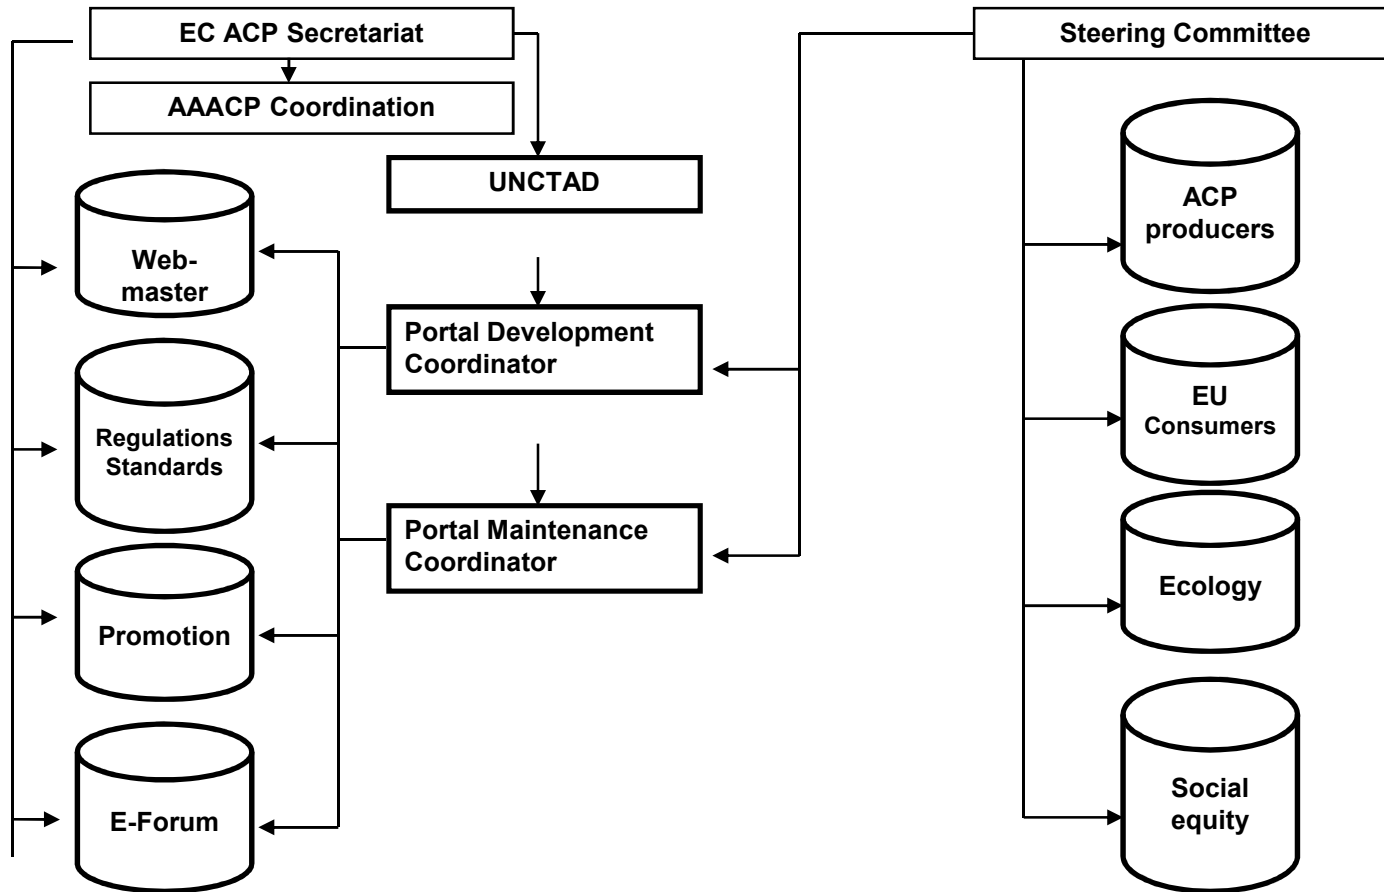 EC ACP Secretariat
Steering Committee
AAACP Coordination
UNCTAD
Web-
master
Regulations
Standards
Promotion
E-Forum
Portal Development
Coordinator
Portal Maintenance
Coordinator
ACP
producers
EU
Consumers
Ecology
Social
equity